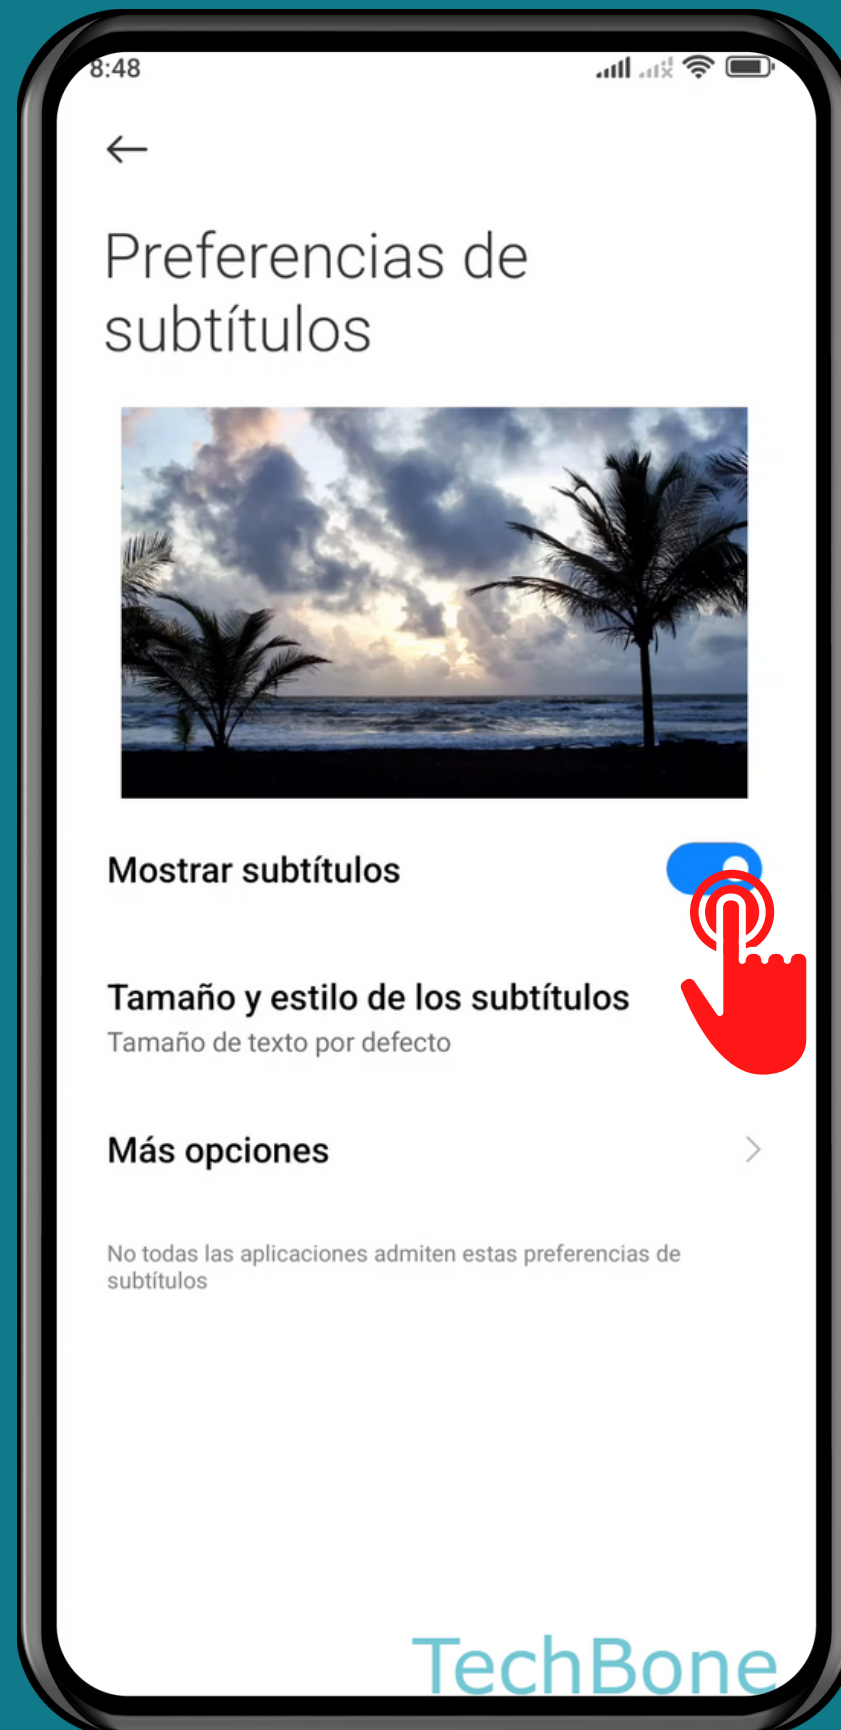 8:48
Preferencias de
subtítulos
Mostrar subtítulos
Tamaño y estilo de los subtítulos
Tamaño de texto por defecto
Más opciones
No todas las aplicaciones admiten estas preferencias de
subtítulos
TechBone